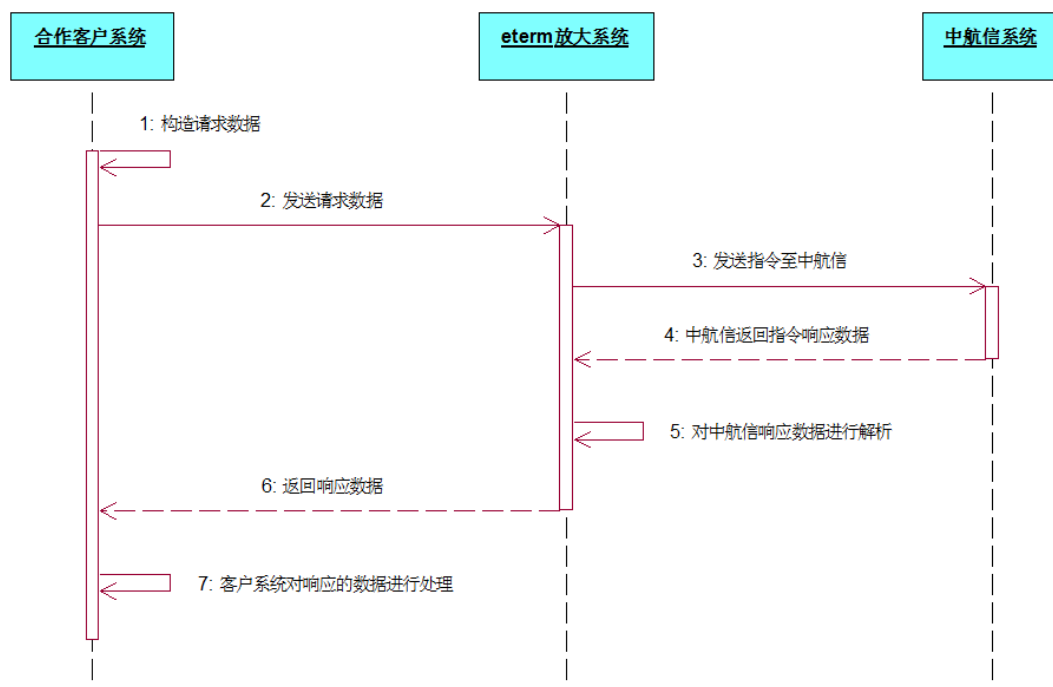 合作客户系统
eterm放大系统
中航信系统
1: 构造请求数据
2: 发送请求数据
3: 发送指令至中航信
4: 中航信返回指令响应数据
5: 对中航信响应数据进行解析
6: 返回响应数据
7: 客户系统对响应的数据进行处理